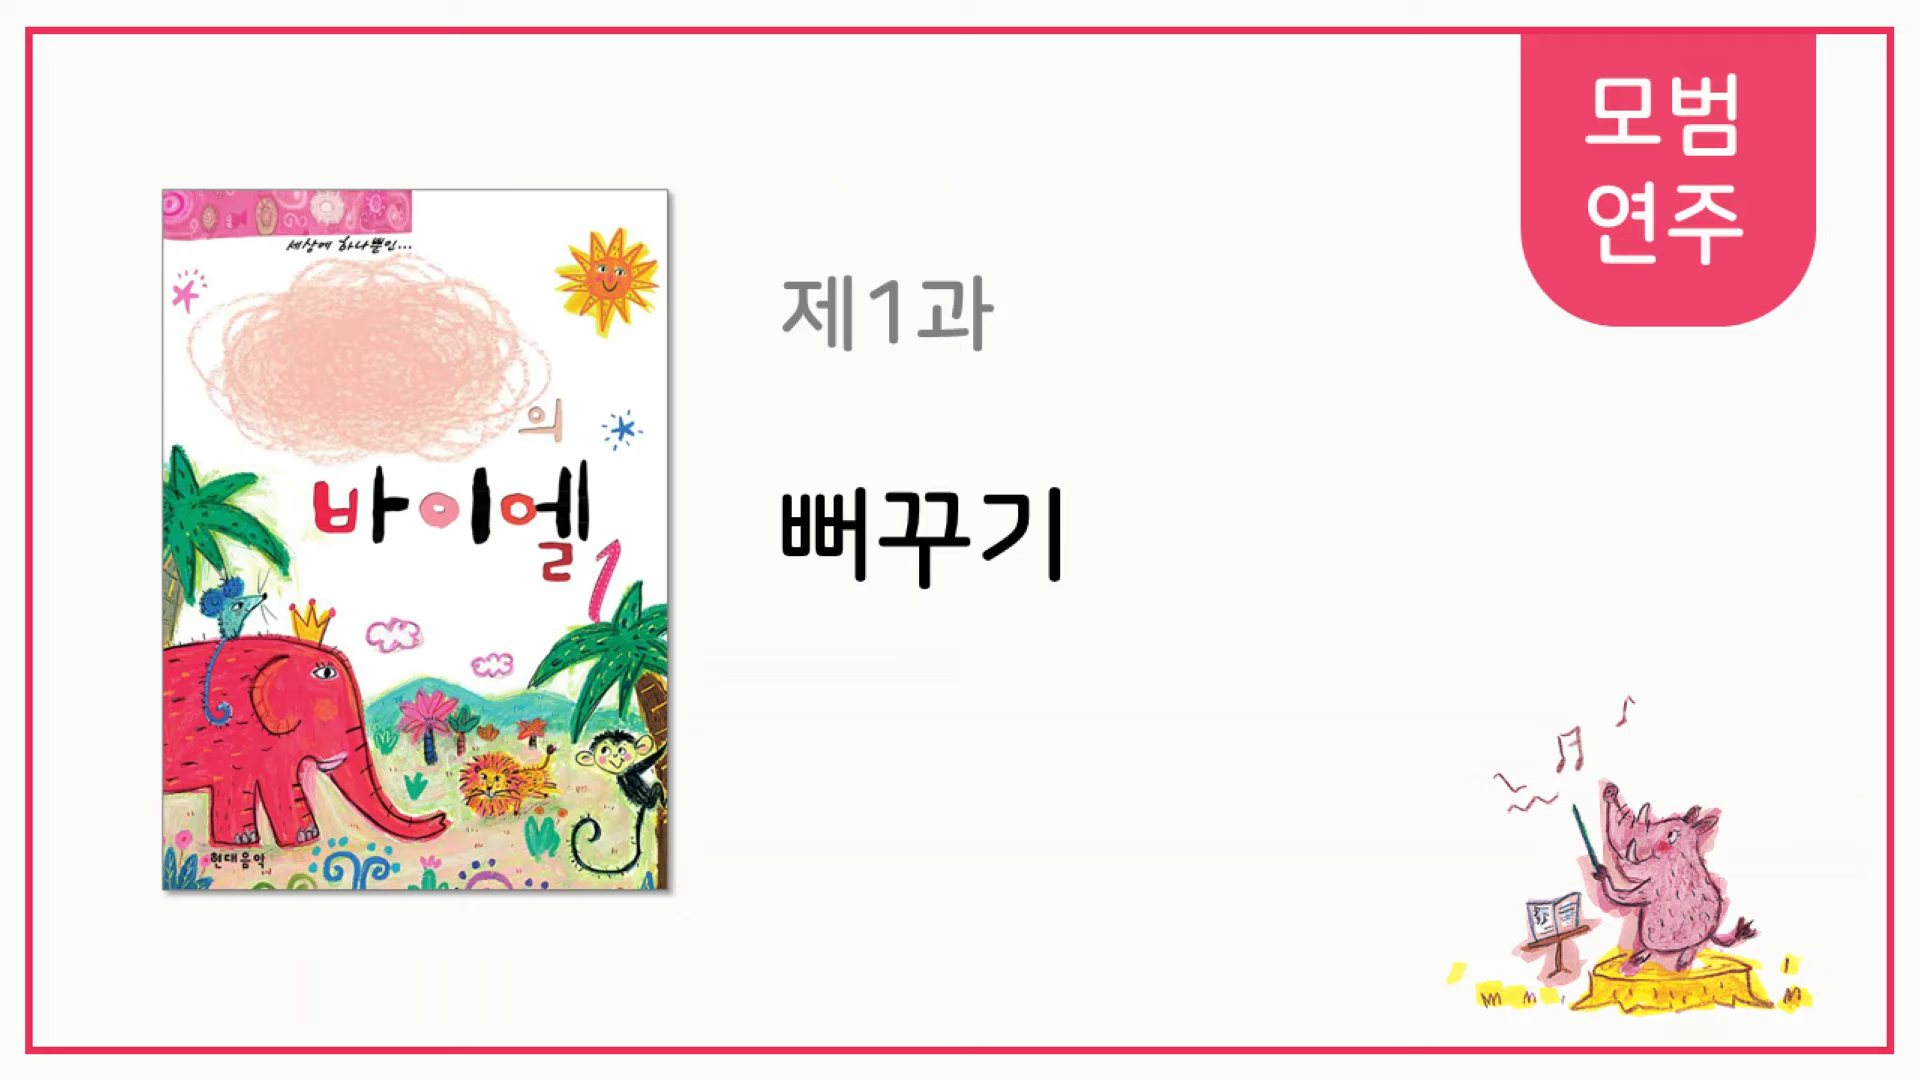 모범
연주
세상에 하나뿐인...
의
바이엘
1
현대음악
제1과
뻐꾸기